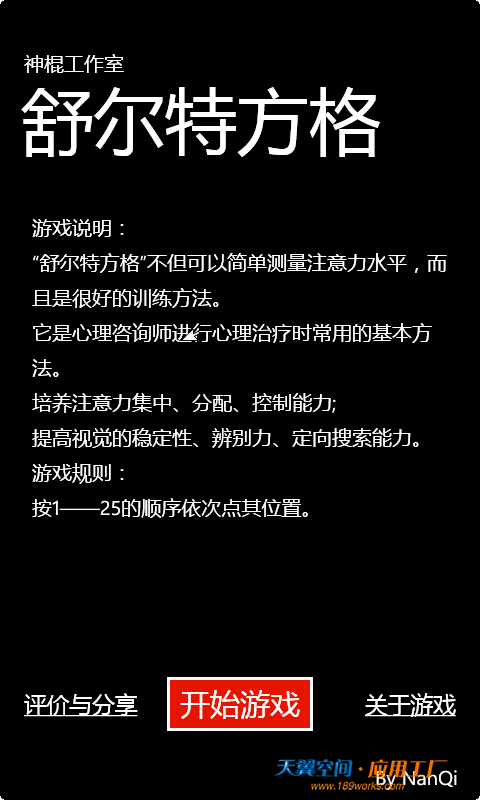 神棍工作室
舒尔特方格
游戏说明：
“舒尔特方格”不但可以简单测量注意力水平，而
且是很好的训练方法。
它是心理咨询师进行心理治疗时常用的基本方
法。
培养注意力集中、分配、控制能力;
提高视觉的稳定性、辨别力、定向搜索能力。
游戏规则：
按1——25的顺序依次点其位置。
评价与分享
开始游戏
关于游戏
天翼空间·应用工厂
By NanQi
www.189works.com